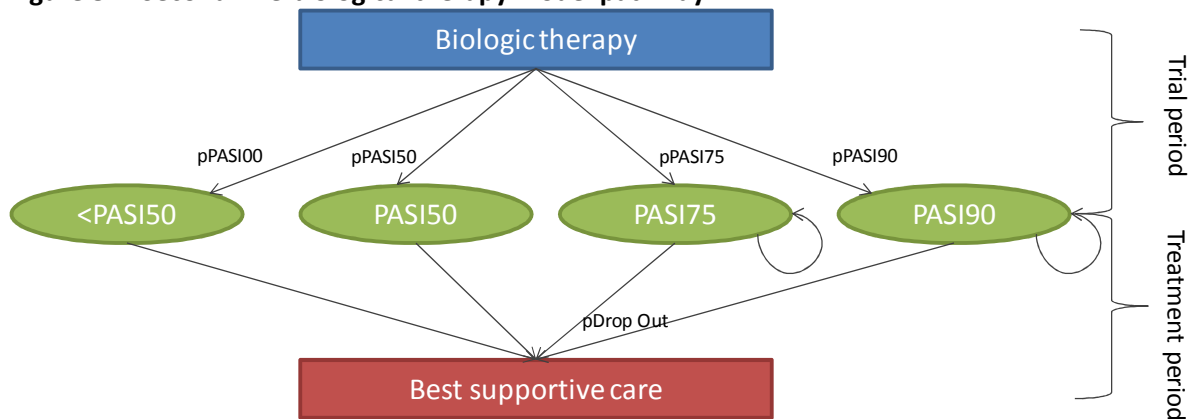 Biologic therapy
Trial period
pPASI00
pPASI50
pPASI75
pPASI90
<PASI50
PASI50
PASI75
PASI90
Treatment period
pDrop Out
Best supportive care